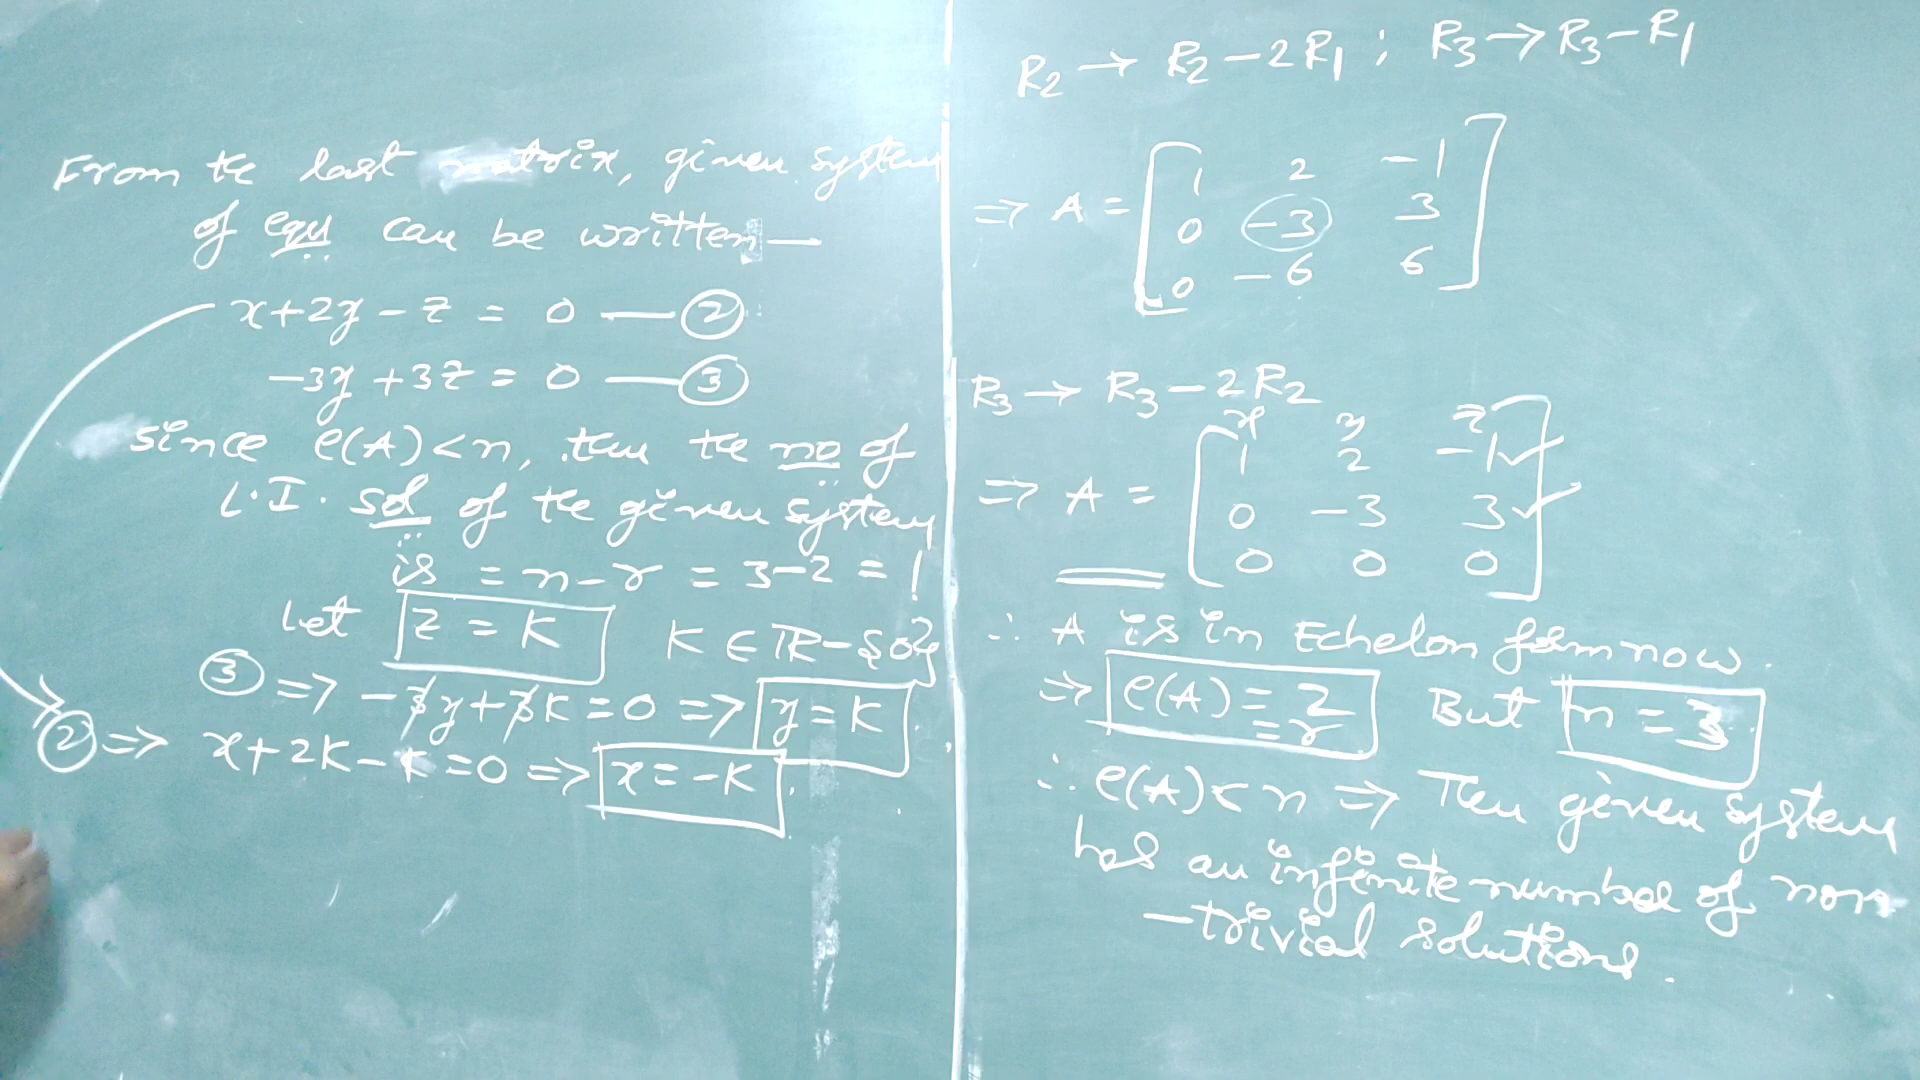 R2 → R2 - 2R1 ; R3 → R3 - R1
⇒ A = [ 1 2 -1
0 -3 3
0 -6 6 ]
R3 → R3 - 2R2
x y z
⇒ A = [ 1 2 -1 ✓
0 -3 3 ✓
0 0 0 ]
∴ A is in Echelon form now.
⇒ ρ(A) = 2 = r But n = 3
∴ ρ(A) < n ⇒ Then given system
has an infinite number of non
-trivial solutions.
From the last matrix, given system
of equn can be written —
x + 2y - z = 0 — ②
-3y + 3z = 0 — ③
since ρ(A) < n, then the no of
L.I. sol of the given system
is = n - r = 3 - 2 = 1
Let z = K K ∈ R - {0}
③ ⇒ -3y + 3K = 0 ⇒ y = K.
② ⇒ x + 2K - K = 0 ⇒ x = -K.